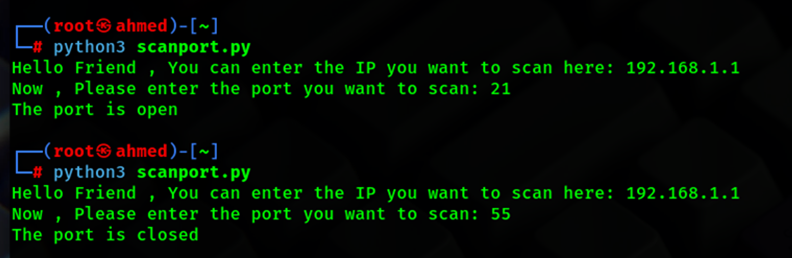 ┌──(root㉿ahmed)-[~]
└─# python3 scanport.py
Hello Friend , You can enter the IP you want to scan here: 192.168.1.1
Now , Please enter the port you want to scan: 21
The port is open
┌──(root㉿ahmed)-[~]
└─# python3 scanport.py
Hello Friend , You can enter the IP you want to scan here: 192.168.1.1
Now , Please enter the port you want to scan: 55
The port is closed